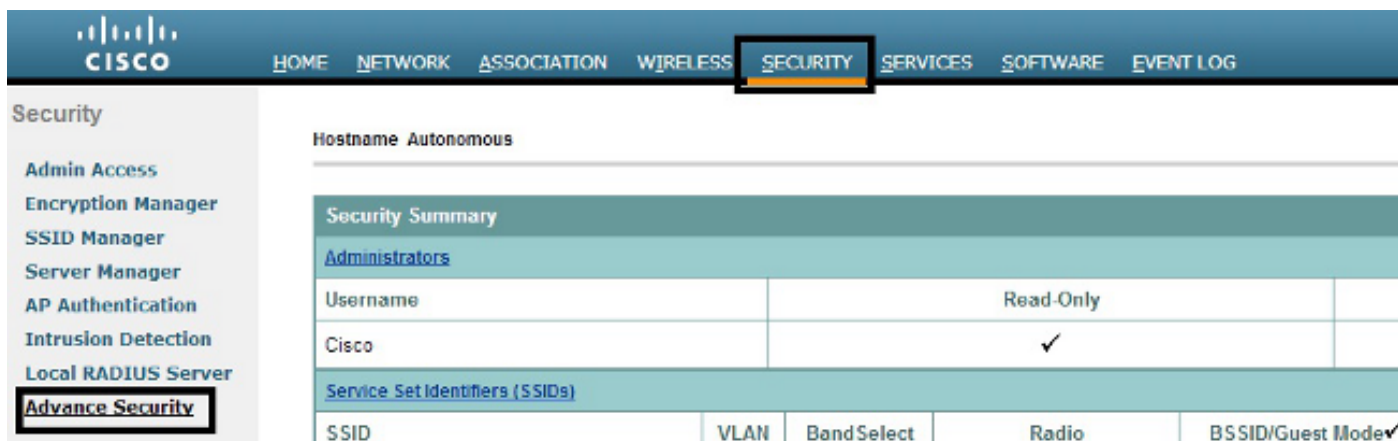 CISCO
HOME NETWORK ASSOCIATION WIRELESS SECURITY SERVICES SOFTWARE EVENT LOG
Security
Admin Access
Encryption Manager
SSID Manager
Server Manager
AP Authentication
Intrusion Detection
Local RADIUS Server
Advance Security
Hostname Autonomous
Security Summary
Administrators
Username Read-Only
Cisco ✓
Service Set Identifiers (SSIDs)
SSID VLAN BandSelect Radio BSSID/Guest Mode✓